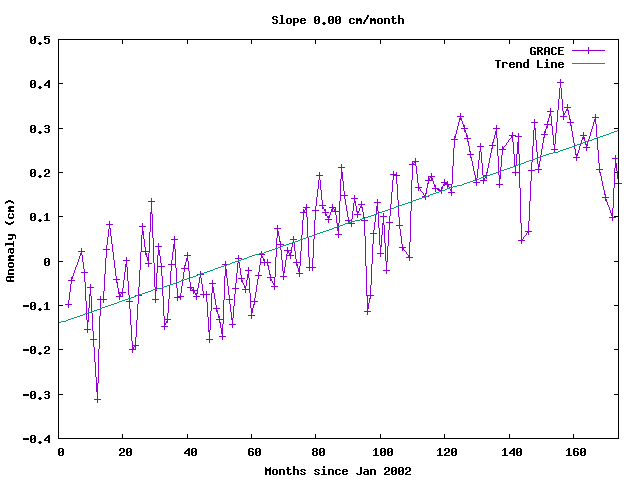 Slope 0.00 cm/month
GRACE
Trend Line
0.5
0.4
0.3
0.2
0.1
0
-0.1
-0.2
-0.3
-0.4
Anomaly (cm)
0 20 40 60 80 100 120 140 160
Months since Jan 2002